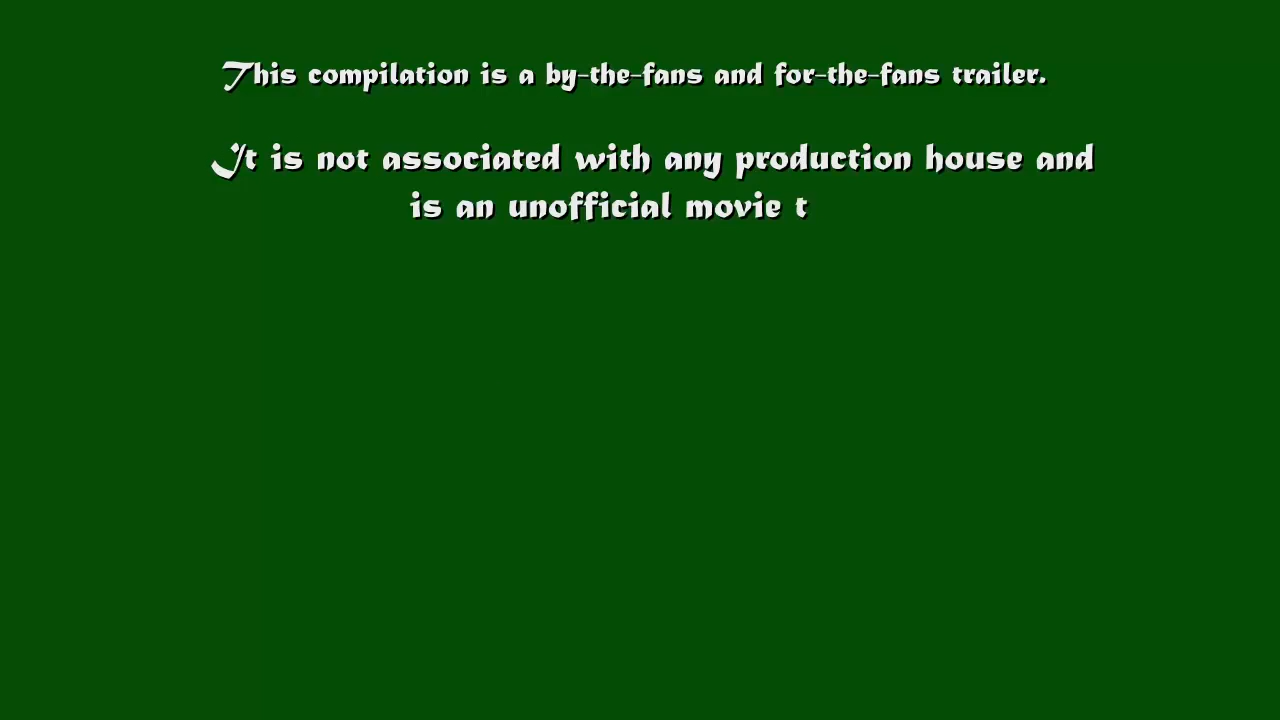 This compilation is a by-the-fans and for-the-fans trailer.
It is not associated with any production house and
is an unofficial movie t